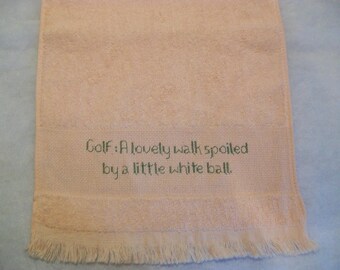 Golf: A lovely walk spoiled
by a little white ball